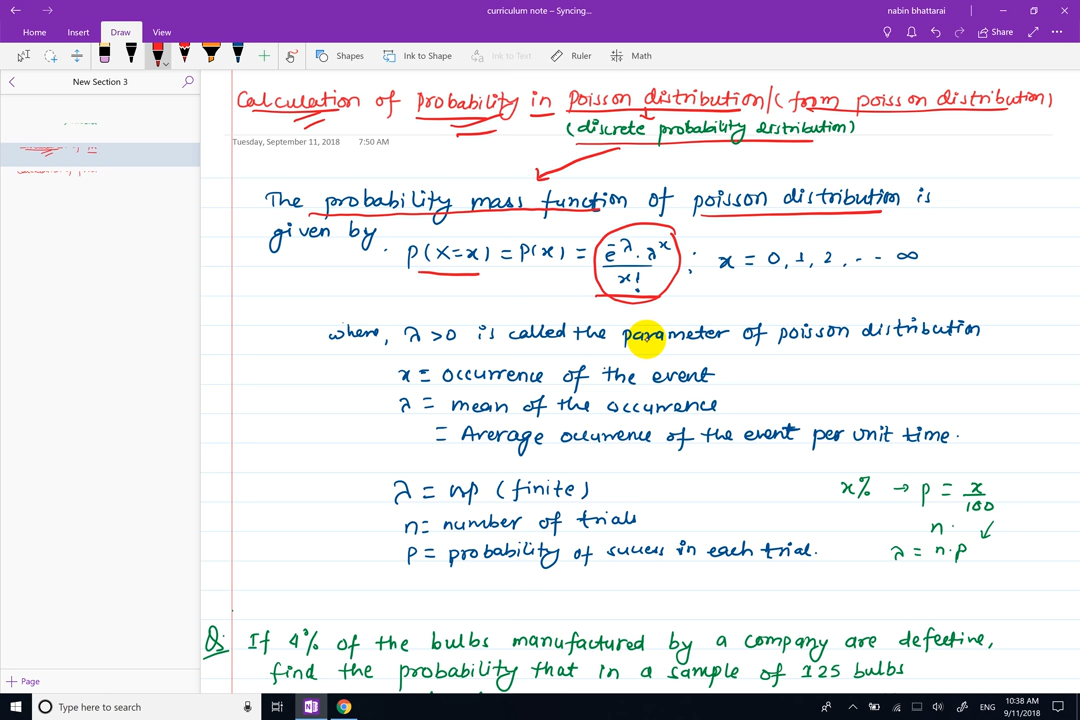 curriculum note - Syncing...
nabin bhattarai
Home Insert Draw View
Share
Shapes Ink to Shape Ink to Text Ruler Math
New Section 3
Calculation of probability in poisson distribution/(from poisson distribution)
(discrete probability distribution)
Tuesday, September 11, 2018 7:50 AM
The probability mass function of poisson distribution is
given by.
P(X=x) = P(x) = e^-λ . λ^x / x! ; x = 0, 1, 2, -- ∞
where, λ>0 is called the parameter of poisson distribution
x = occurrence of the event
λ = mean of the occurrence
= Average occurrence of the event per unit time.
λ = np (finite)
x% → p = x/100
n = number of trials
n.
P = probability of success in each trial.
λ = n.p
Q: If 4% of the bulbs manufactured by a company are defective,
find the probability that in a sample of 125 bulbs
Page
Type here to search
ENG
10:38 AM
9/11/2018